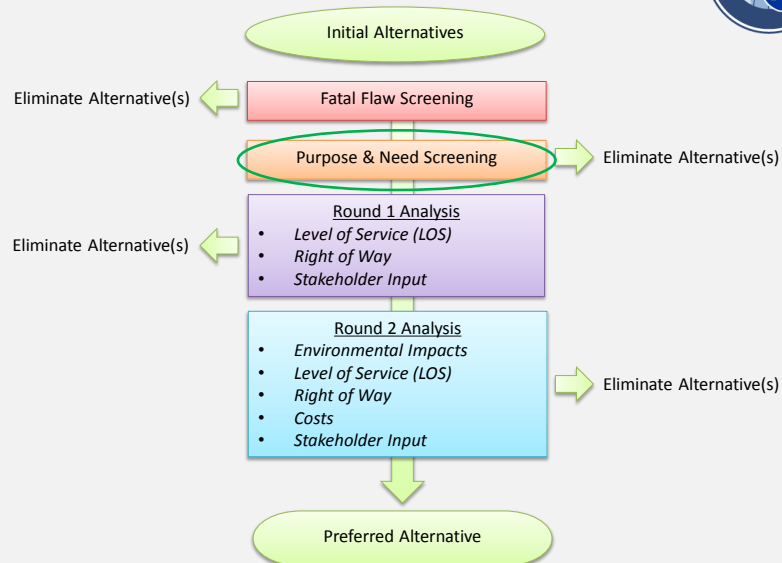 Initial Alternatives
Eliminate Alternative(s)
Fatal Flaw Screening
Purpose & Need Screening
Eliminate Alternative(s)
Round 1 Analysis
• Level of Service (LOS)
• Right of Way
• Stakeholder Input
Eliminate Alternative(s)
Round 2 Analysis
• Environmental Impacts
• Level of Service (LOS)
• Right of Way
• Costs
• Stakeholder Input
Eliminate Alternative(s)
Preferred Alternative